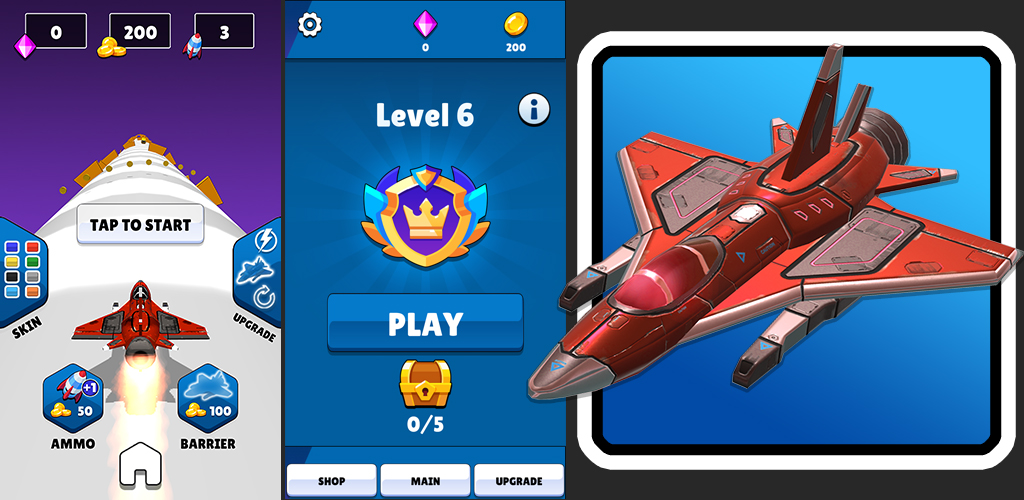 0
200
3
TAP TO START
SKIN
UPGRADE
+1
50
100
AMMO
BARRIER
0
200
Level 6
i
PLAY
0/5
SHOP
MAIN
UPGRADE